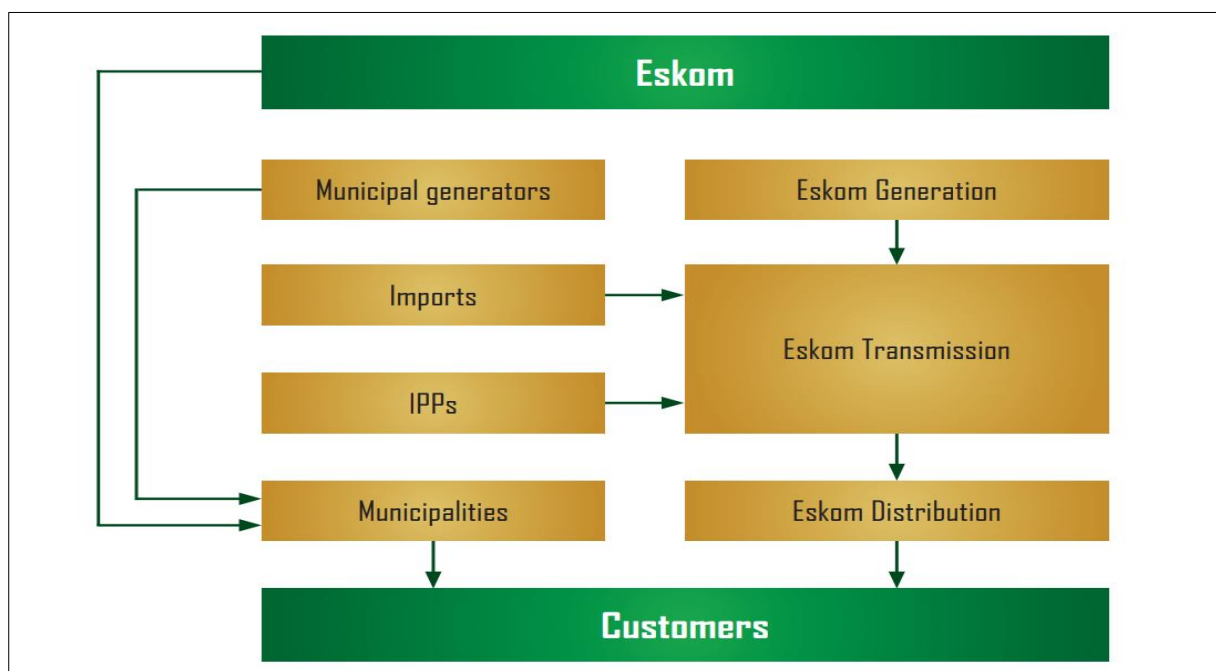 Eskom
Municipal generators
Eskom Generation
Imports
Eskom Transmission
IPPs
Municipalities
Eskom Distribution
Customers